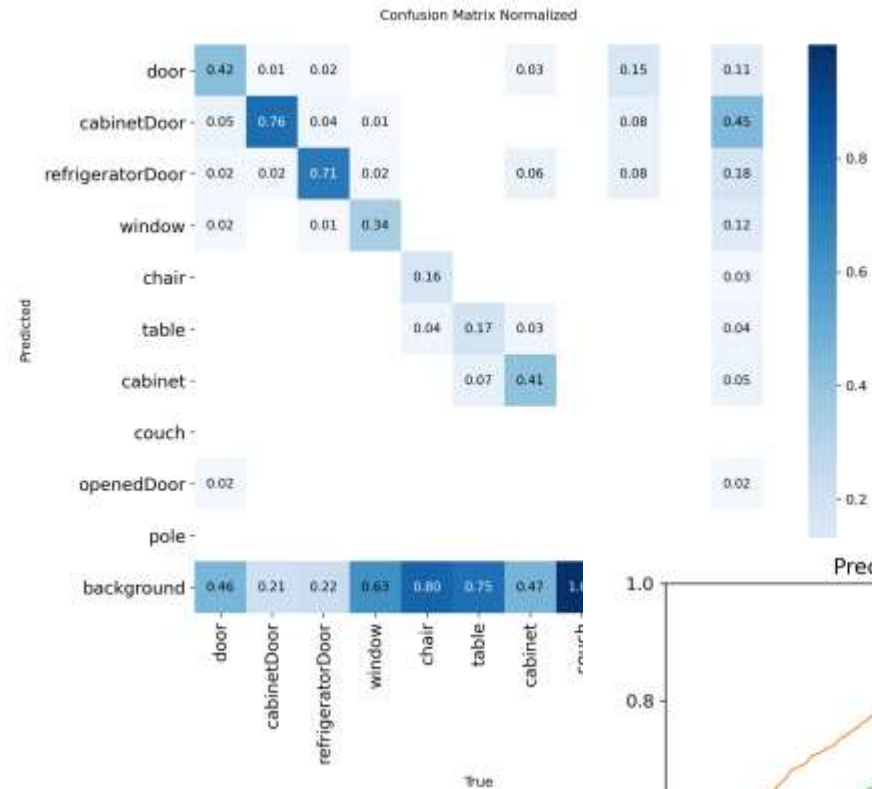 Confusion Matrix Normalized
door 0.42 0.01 0.02 0.03 0.15 0.11
cabinetDoor 0.05 0.76 0.04 0.01 0.08 0.45
refrigeratorDoor 0.02 0.02 0.71 0.02 0.06 0.08 0.18
window 0.02 0.01 0.34 0.12
chair 0.16 0.03
table 0.04 0.17 0.03 0.04
cabinet 0.07 0.41 0.05
couch
openedDoor 0.02 0.02
pole
background 0.46 0.21 0.22 0.63 0.80 0.75 0.47
Predicted
door
cabinetDoor
refrigeratorDoor
window
chair
table
cabinet
True
0.8
0.6
0.4
0.2
1.0
0.8